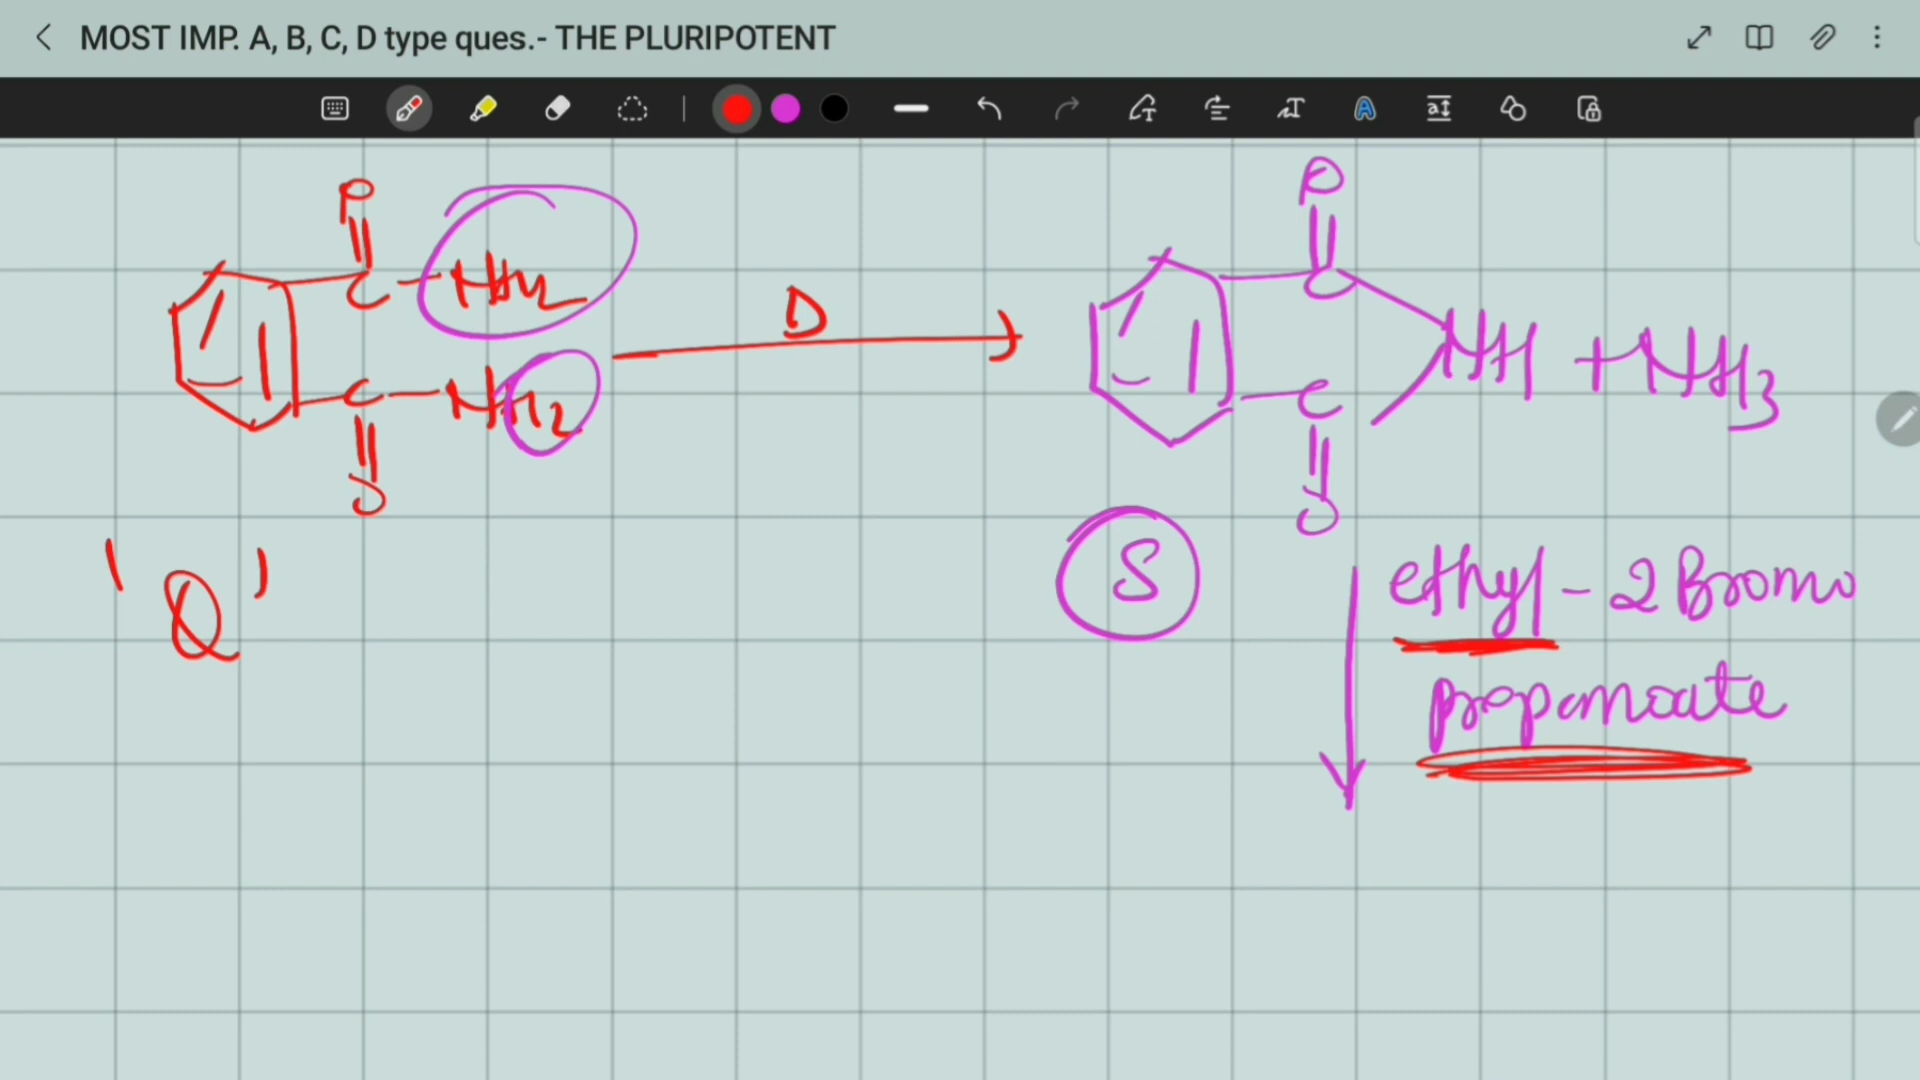 MOST IMP. A, B, C, D type ques.- THE PLURIPOTENT
O
C - NH2
C - NH2
O
D
O
C
NH + NH3
C
O
'Q'
S
ethyl - 2 Bromo
propanoate